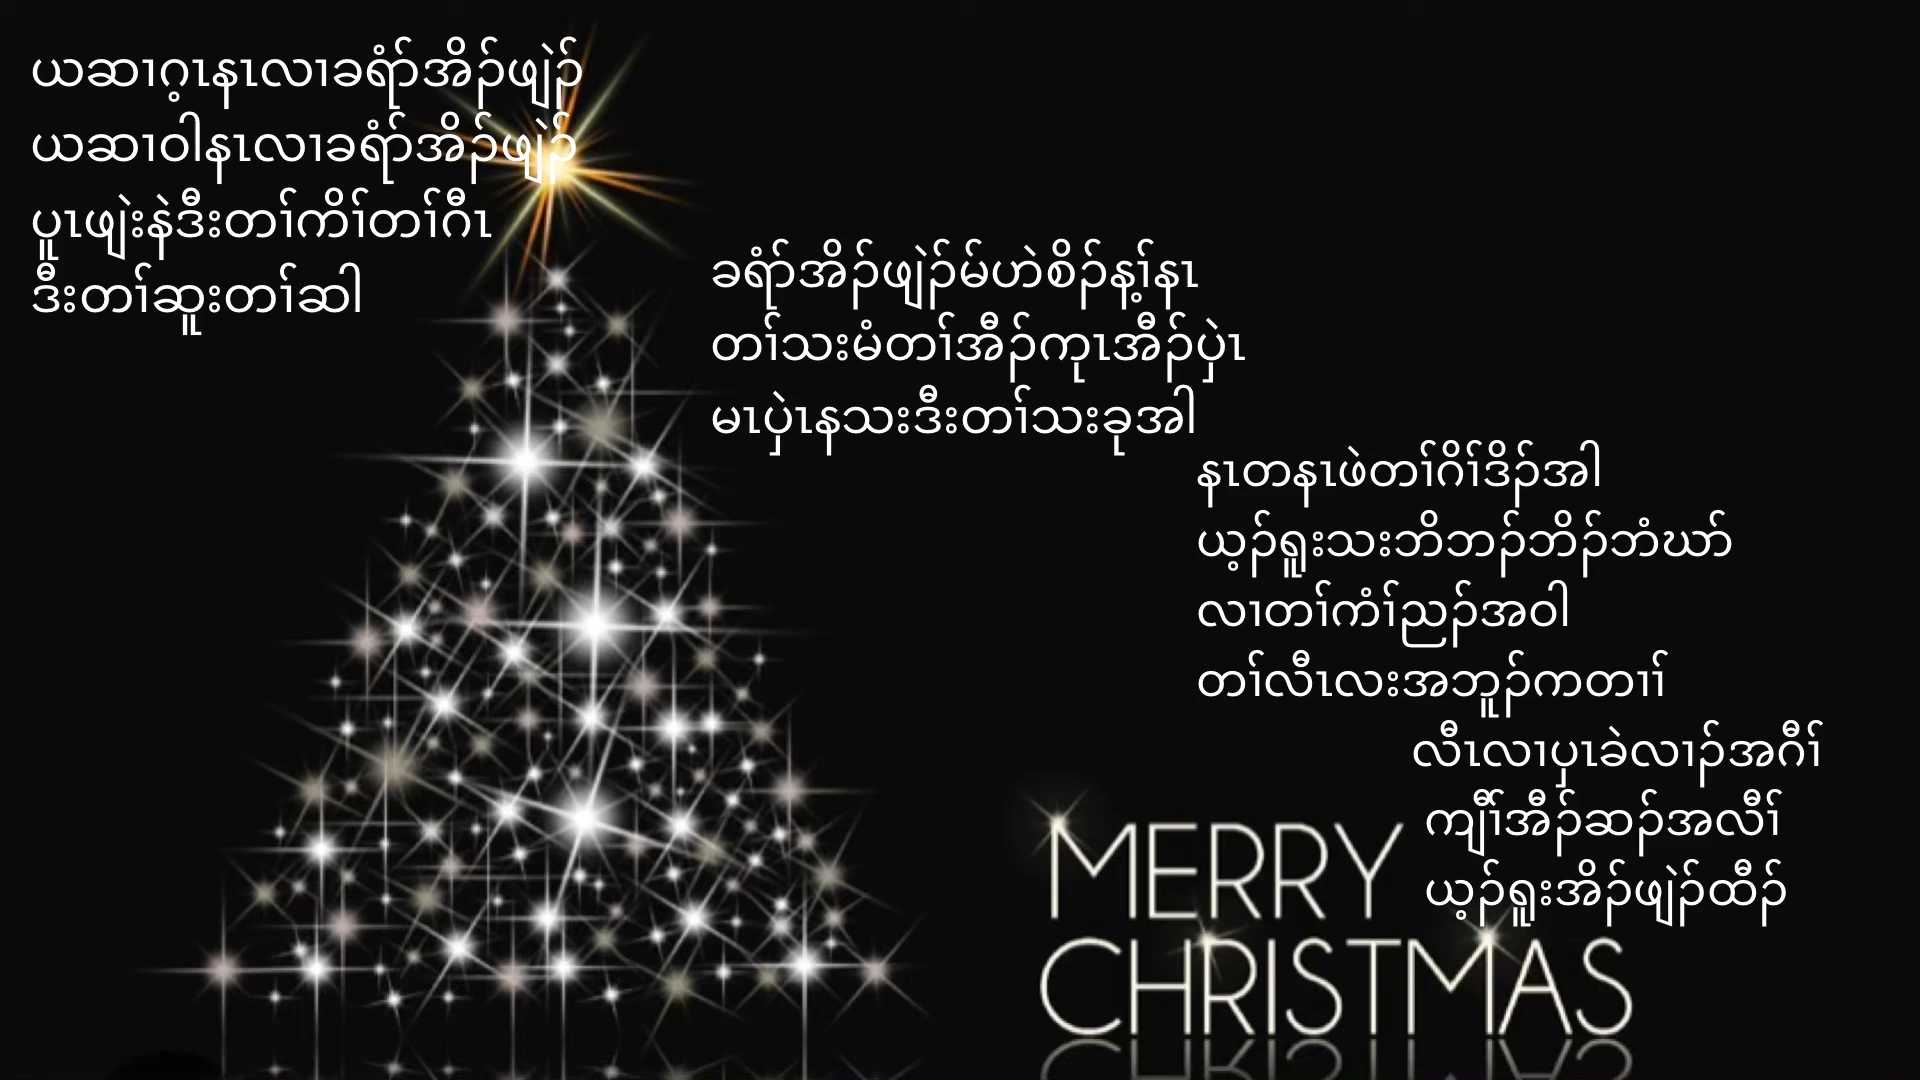 ယဆၢဂ့ၤနၤလၢခရံာ်အိၣ်ဖျဲၣ်
ယဆၢဝါနၤလၢခရံာ်အိၣ်ဖျဲၣ်
ပူၤဖျဲးနဲဒီးတၢ်ကိၢ်တၢ်ဂီၤ
ဒီးတၢ်ဆူးတၢ်ဆါ
ခရံာ်အိၣ်ဖျဲၣ်မ်ဟဲစိၣ်န့ၢ်နၤ
တၢ်သးမံတၢ်အီၣ်ကုၤအီၣ်ပှဲၤ
မၤပှဲၤနသးဒီးတၢ်သးခုအါ
နၤတနၤဖဲတၢ်ဂိၢ်ဒိၣ်အါ
ယ့ၣ်ရှူးသးဘိဘၣ်ဘိၣ်ဘံဃာ်
လၢတၢ်ကံၢ်ညၣ်အဝါ
တၢ်လီၤလးအဘူၣ်ကတၢၢ်
လီၤလၢပှၤခဲလၢၣ်အဂီၢ်
ကျီၢ်အီၣ်ဆၣ်အလီၢ်
ယ့ၣ်ရှူးအိၣ်ဖျဲၣ်ထီၣ်
MERRY
CHRISTMAS